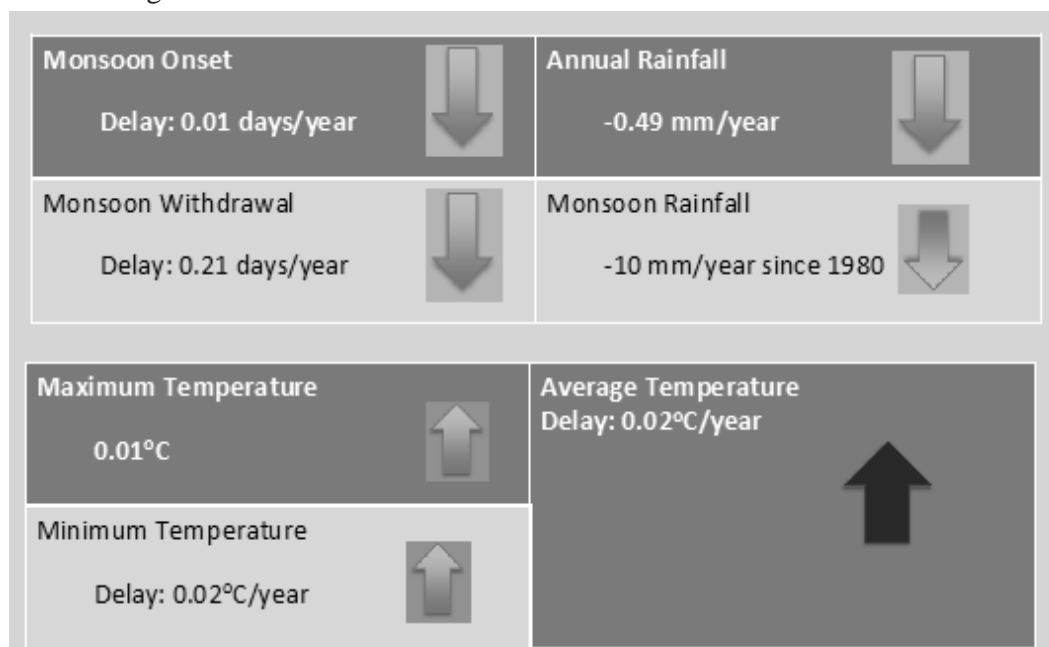 Monsoon Onset
Delay: 0.01 days/year
Annual Rainfall
-0.49 mm/year
Monsoon Withdrawal
Delay: 0.21 days/year
Monsoon Rainfall
-10 mm/year since 1980
Maximum Temperature
0.01°C
Average Temperature
Delay: 0.02°C/year
Minimum Temperature
Delay: 0.02°C/year